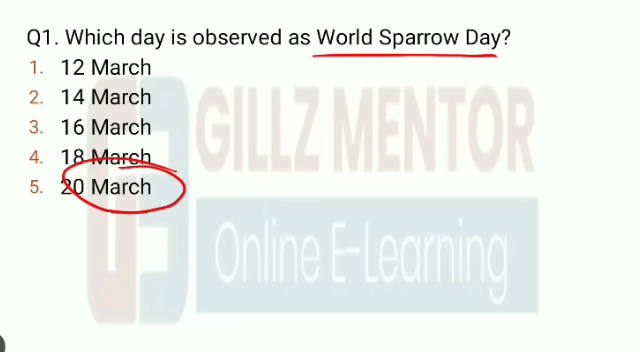 Q1. Which day is observed as World Sparrow Day?
1. 12 March
2. 14 March
3. 16 March
4. 18 March
5. 20 March
GILLZ MENTOR
Online E-Learning